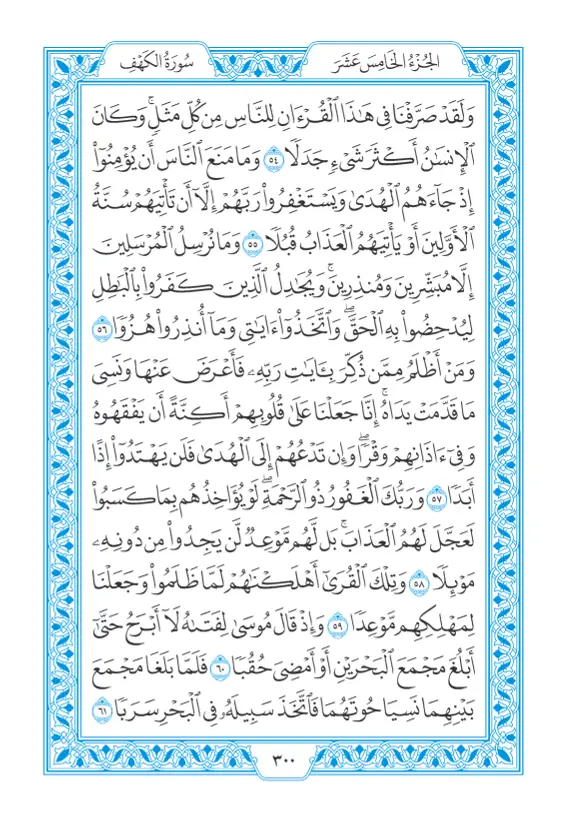 الجُزْءُ الخَامِسَ عَشَرَ
سُورَةُ الكَهْفِ
وَلَقَدْ صَرَّفْنَا فِي هَٰذَا ٱلْقُرْءَانِ لِلنَّاسِ مِن كُلِّ مَثَلٖۚ وَكَانَ
ٱلْإِنسَٰنُ أَكْثَرَ شَيْءٖ جَدَلٗا ٥٤ وَمَا مَنَعَ ٱلنَّاسَ أَن يُؤْمِنُوٓاْ
إِذْ جَآءَهُمُ ٱلْهُدَىٰ وَيَسْتَغْفِرُواْ رَبَّهُمْ إِلَّآ أَن تَأْتِيَهُمْ سُنَّةُ
ٱلْأَوَّلِينَ أَوْ يَأْتِيَهُمُ ٱلْعَذَابُ قُبُلٗا ٥٥ وَمَا نُرْسِلُ ٱلْمُرْسَلِينَ
إِلَّا مُبَشِّرِينَ وَمُنذِرِينَۚ وَيُجَٰدِلُ ٱلَّذِينَ كَفَرُواْ بِٱلْبَٰطِلِ
لِيُدْحِضُواْ بِهِ ٱلْحَقَّۖ وَٱتَّخَذُوٓاْ ءَايَٰتِي وَمَآ أُنذِرُواْ هُزُوٗا ٥٦
وَمَنْ أَظْلَمُ مِمَّن ذُكِّرَ بِـَٔايَٰتِ رَبِّهِۦ فَأَعْرَضَ عَنْهَا وَنَسِيَ
مَا قَدَّمَتْ يَدَاهُۚ إِنَّا جَعَلْنَا عَلَىٰ قُلُوبِهِمْ أَكِنَّةً أَن يَفْقَهُوهُ
وَفِيٓ ءَاذَانِهِمْ وَقْرٗاۖ وَإِن تَدْعُهُمْ إِلَى ٱلْهُدَىٰ فَلَن يَهْتَدُوٓاْ إِذًا
أَبَدٗا ٥٧ وَرَبُّكَ ٱلْغَفُورُ ذُو ٱلرَّحْمَةِۖ لَوْ يُؤَاخِذُهُم بِمَا كَسَبُواْ
لَعَجَّلَ لَهُمُ ٱلْعَذَابَۚ بَل لَّهُم مَّوْعِدٞ لَّن يَجِدُواْ مِن دُونِهِۦ
مَوْئِلٗا ٥٨ وَتِلْكَ ٱلْقُرَىٰٓ أَهْلَكْنَٰهُمْ لَمَّا ظَلَمُواْ وَجَعَلْنَا
لِمَهْلِكِهِم مَّوْعِدٗا ٥٩ وَإِذْ قَالَ مُوسَىٰ لِفَتَىٰهُ لَآ أَبْرَحُ حَتَّىٰٓ
أَبْلُغَ مَجْمَعَ ٱلْبَحْرَيْنِ أَوْ أَمْضِيَ حُقُبٗا ٦٠ فَلَمَّا بَلَغَا مَجْمَعَ
بَيْنِهِمَا نَسِيَا حُوتَهُمَا فَٱتَّخَذَ سَبِيلَهُۥ فِي ٱلْبَحْرِ سَرَبٗا ٦١
٣٠٠